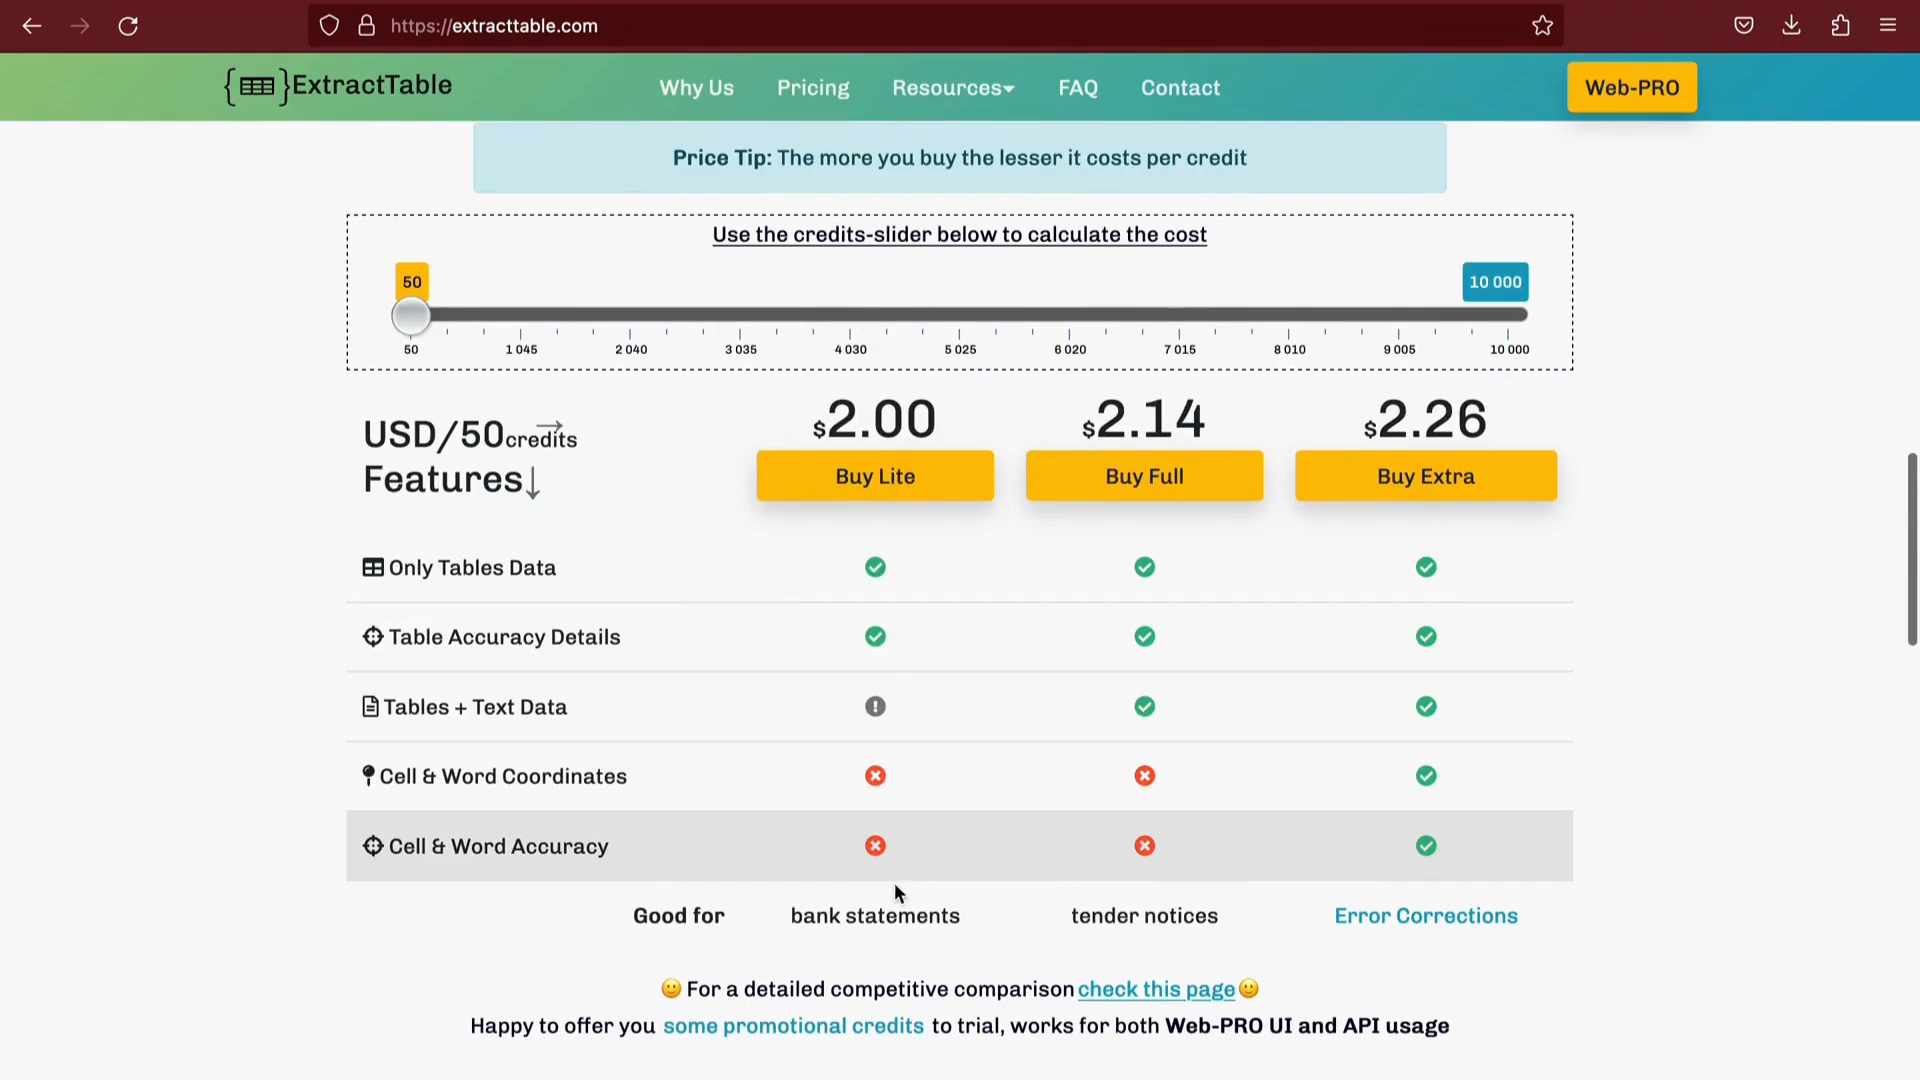 https://extracttable.com
{ }ExtractTable
Why Us Pricing Resources FAQ Contact Web-PRO
Price Tip: The more you buy the lesser it costs per credit
Use the credits-slider below to calculate the cost
50 10 000
50 1 045 2 040 3 035 4 030 5 025 6 020 7 015 8 010 9 005 10 000
USD/50credits $2.00 $2.14 $2.26
Features↓ Buy Lite Buy Full Buy Extra
Only Tables Data
Table Accuracy Details
Tables + Text Data
Cell & Word Coordinates
Cell & Word Accuracy
Good for bank statements tender notices Error Corrections
🙂 For a detailed competitive comparison check this page 🙂
Happy to offer you some promotional credits to trial, works for both Web-PRO UI and API usage